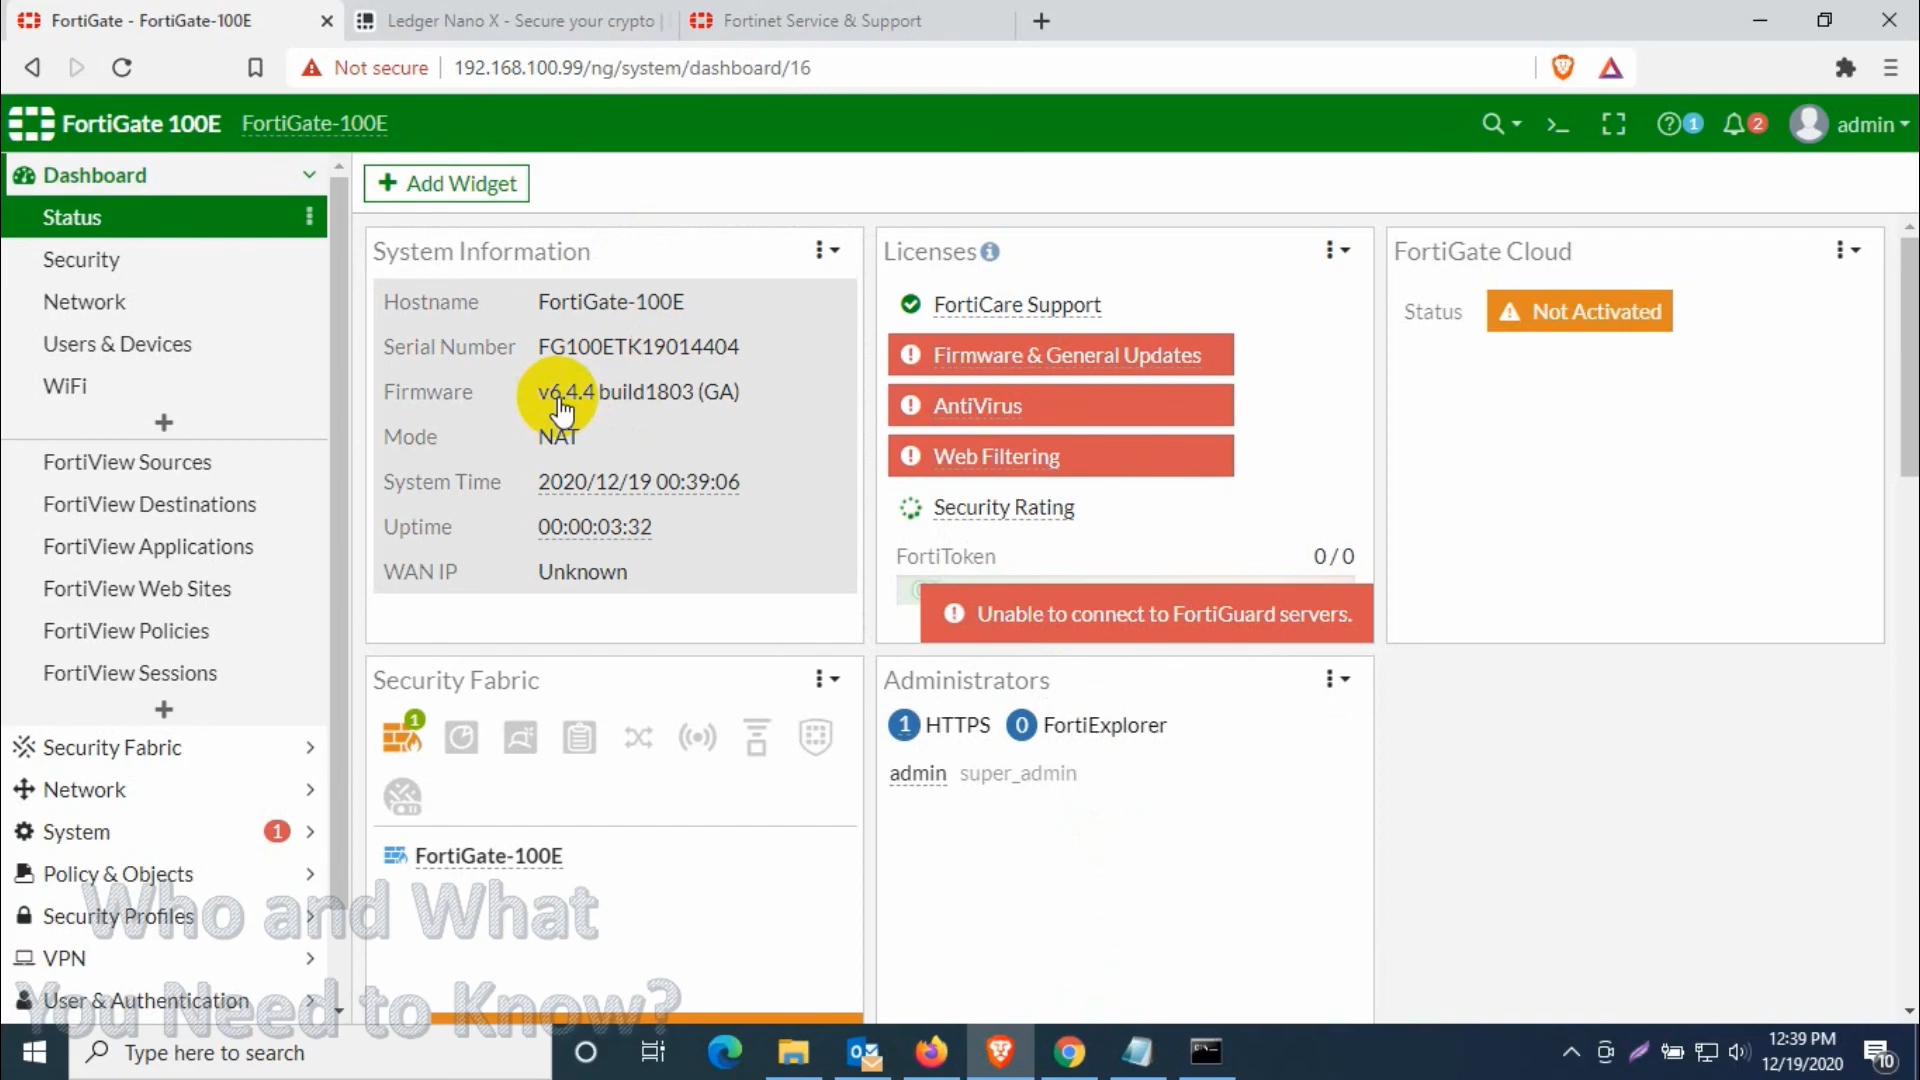 FortiGate - FortiGate-100E
Ledger Nano X - Secure your crypto |
Fortinet Service & Support
Not secure
192.168.100.99/ng/system/dashboard/16
FortiGate 100E
FortiGate-100E
1
2
admin
Dashboard
Status
Security
Network
Users & Devices
WiFi
FortiView Sources
FortiView Destinations
FortiView Applications
FortiView Web Sites
FortiView Policies
FortiView Sessions
Security Fabric
Network
System
1
Policy & Objects
Security Profiles
VPN
User & Authentication
Add Widget
System Information
Hostname FortiGate-100E
Serial Number FG100ETK19014404
Firmware v6.4.4 build1803 (GA)
Mode NAT
System Time 2020/12/19 00:39:06
Uptime 00:00:03:32
WAN IP Unknown
Licenses
FortiCare Support
Firmware & General Updates
AntiVirus
Web Filtering
Security Rating
FortiToken 0 / 0
Unable to connect to FortiGuard servers.
FortiGate Cloud
Status Not Activated
Security Fabric
1
FortiGate-100E
Administrators
1 HTTPS 0 FortiExplorer
admin super_admin
Who and What
You Need to Know?
Type here to search
12:39 PM
12/19/2020
10